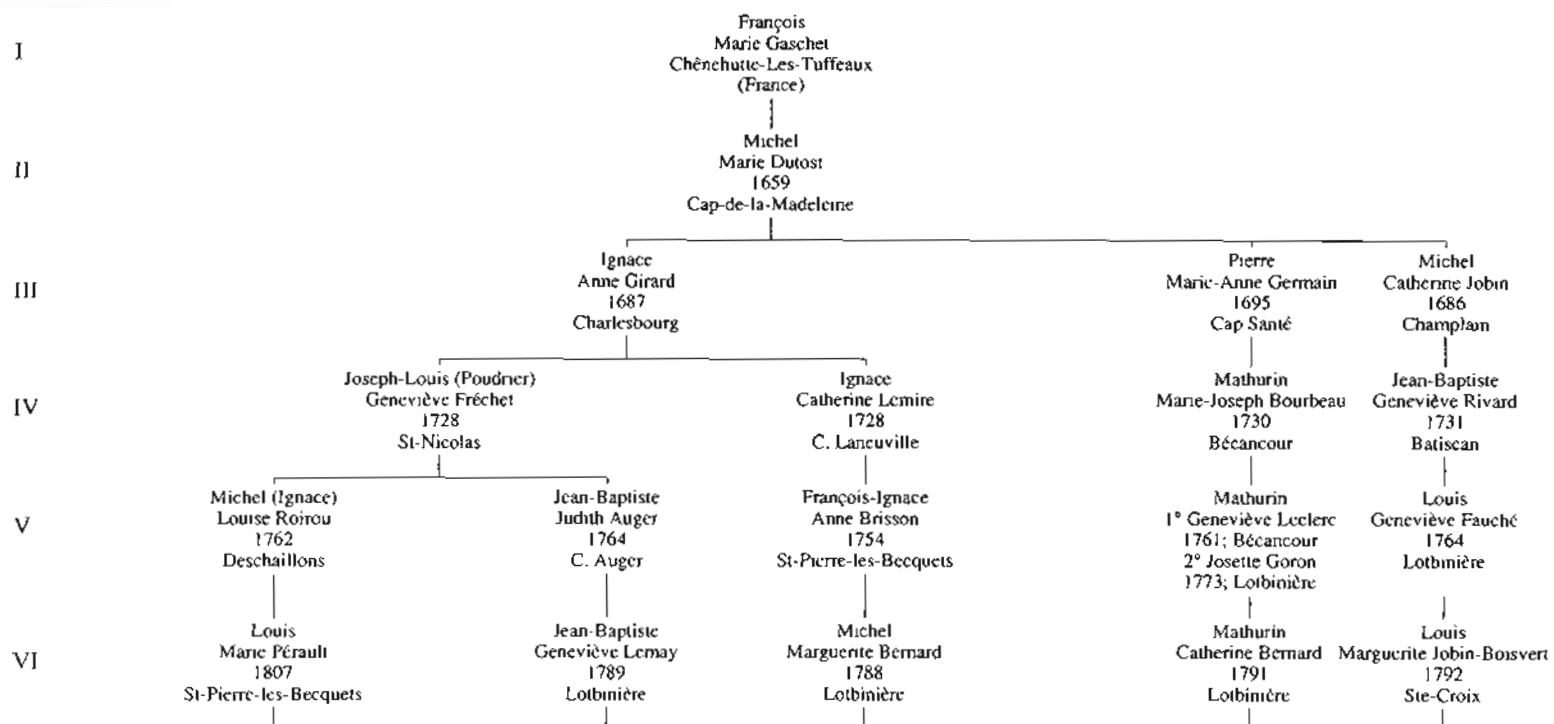 I
François
Marie Gaschet
Chênehutte-Les-Tuffeaux
(France)
II
Michel
Marie Dutost
1659
Cap-de-la-Madeleine
III
Ignace
Anne Girard
1687
Charlesbourg
Pierre
Marie-Anne Germain
1695
Cap Santé
Michel
Catherine Jobin
1686
Champlain
IV
Joseph-Louis (Poudrier)
Geneviève Fréchet
1728
St-Nicolas
Ignace
Catherine Lemire
1728
C. Laneuville
Mathurin
Marie-Joseph Bourbeau
1730
Bécancour
Jean-Baptiste
Geneviève Rivard
1731
Batiscan
V
Michel (Ignace)
Louise Roirou
1762
Deschaillons
Jean-Baptiste
Judith Auger
1764
C. Auger
François-Ignace
Anne Brisson
1754
St-Pierre-les-Becquets
Mathurin
1° Geneviève Leclerc
1761; Bécancour
2° Josette Goron
1773; Lotbinière
Louis
Geneviève Fauché
1764
Lotbinière
VI
Louis
Marie Pérault
1807
St-Pierre-les-Becquets
Jean-Baptiste
Geneviève Lemay
1789
Lotbinière
Michel
Marguerite Bernard
1788
Lotbinière
Mathurin
Catherine Bernard
1791
Lotbinière
Louis
Marguerite Jobin-Boisvert
1792
Ste-Croix